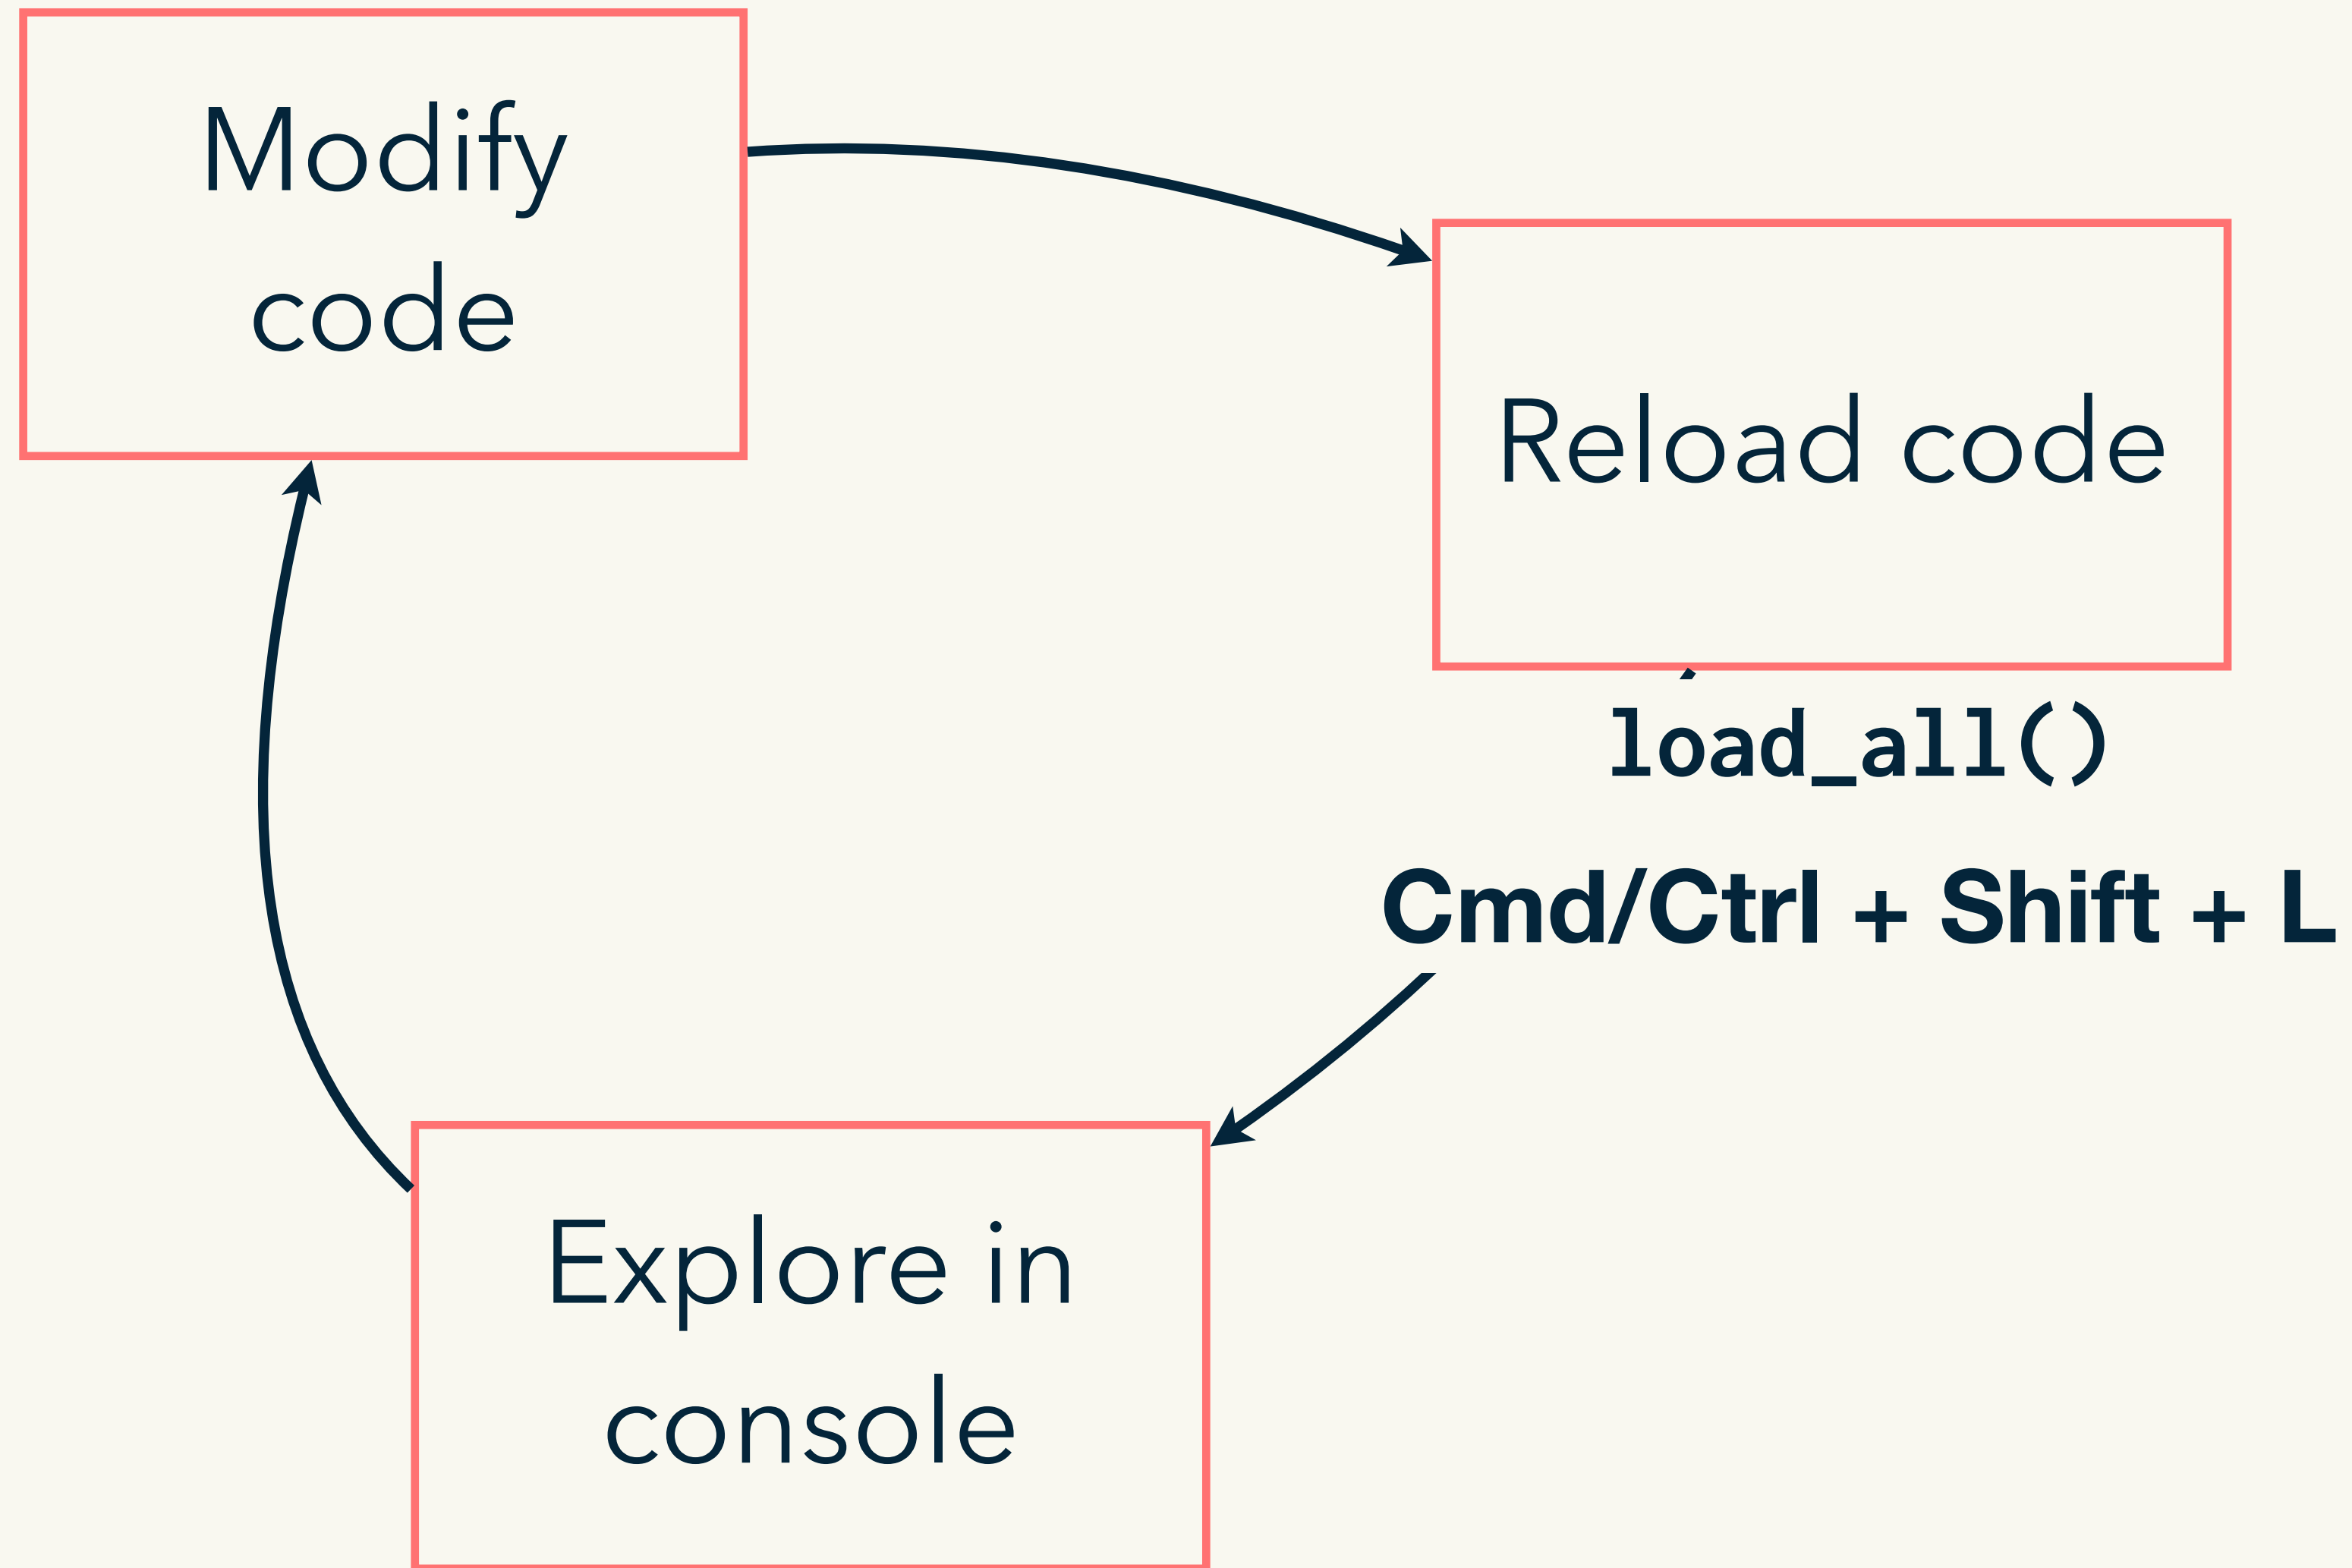 Modify
code
Reload code
load_all()
Cmd/Ctrl + Shift + L
Explore in
console